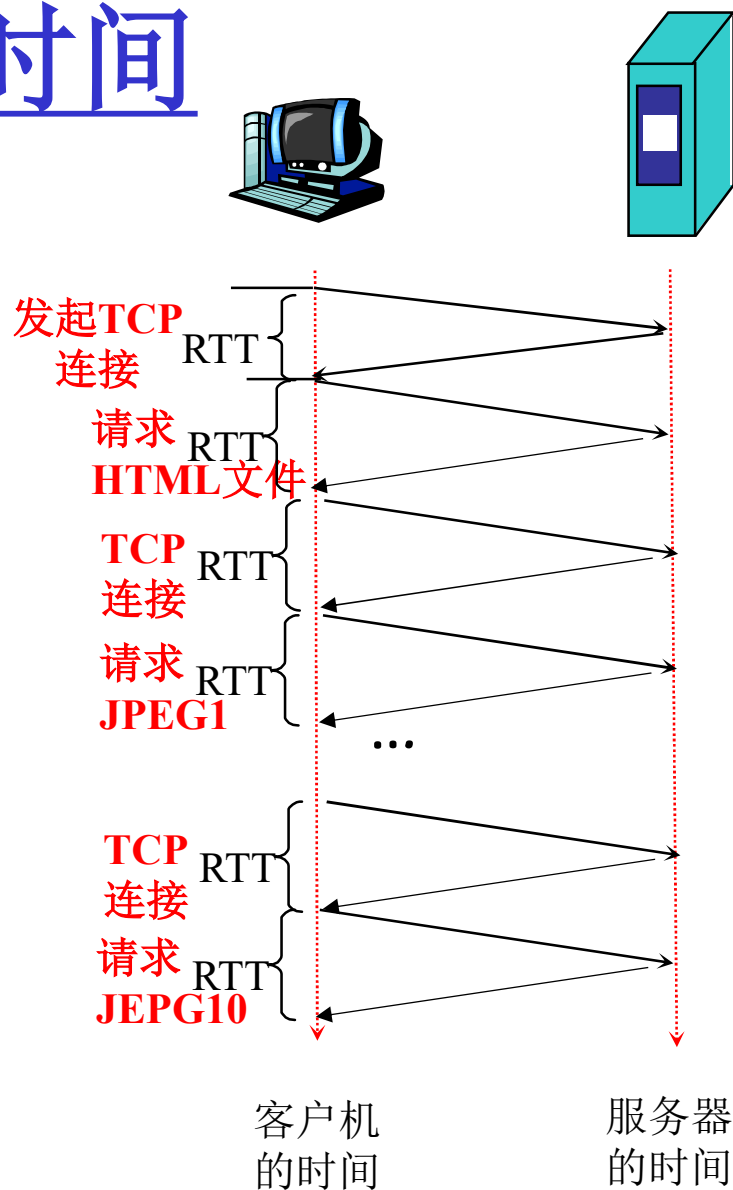 时间
发起TCP
连接
RTT
请求
RTT
HTML文件
TCP
连接
RTT
请求
RTT
JPEG1
...
TCP
连接
RTT
请求
RTT
JEPG10
客户机
的时间
服务器
的时间